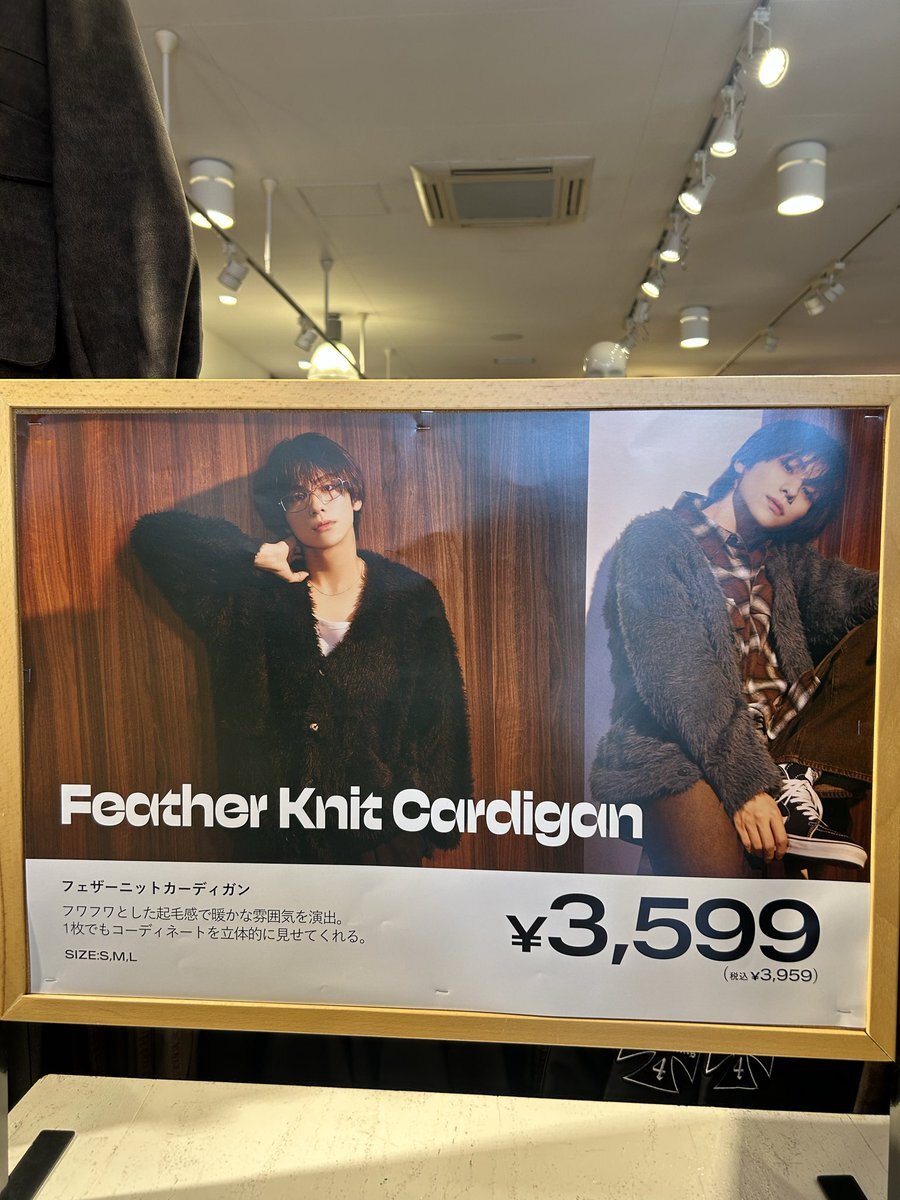 Feather Knit Cardigan
フェザーニットカーディガン
フワフワとした起毛感で暖かな雰囲気を演出。
1枚でもコーディネートを立体的に見せてくれる。
SIZE:S,M,L
¥3,599
(税込 ¥3,959)